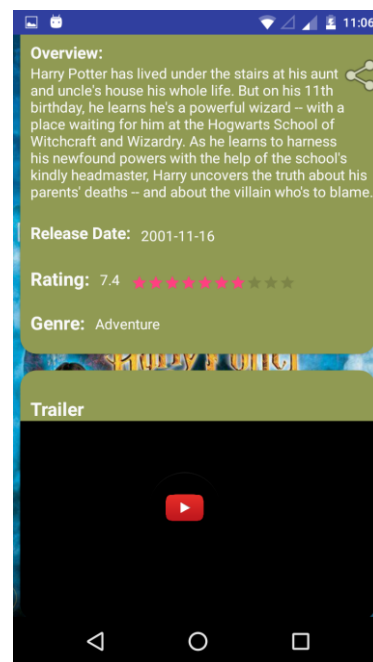 11:06
Overview:
Harry Potter has lived under the stairs at his aunt
and uncle's house his whole life. But on his 11th
birthday, he learns he's a powerful wizard -- with a
place waiting for him at the Hogwarts School of
Witchcraft and Wizardry. As he learns to harness
his newfound powers with the help of the school's
kindly headmaster, Harry uncovers the truth about his
parents' deaths -- and about the villain who's to blame.
Release Date: 2001-11-16
Rating: 7.4
Genre: Adventure
Harry Potter
Trailer